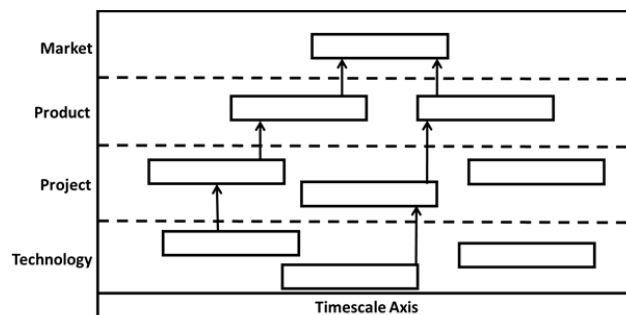 Market
Product
Project
Technology
Timescale Axis